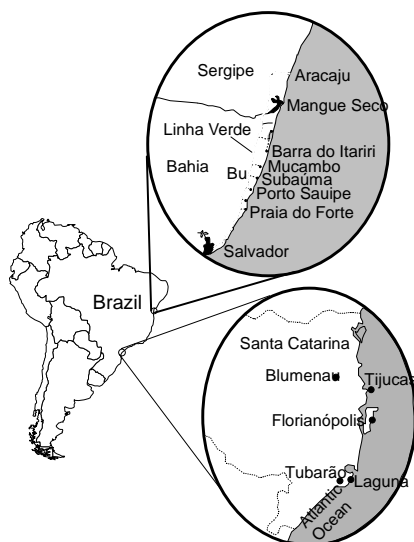 Sergipe
Aracaju
Mangue Seco
Linha Verde
Barra do Itariri
Bahia
Mucambo
Bu
Subaúma
Porto Sauipe
Praia do Forte
Salvador
Brazil
Santa Catarina
Blumenau
Tijucas
Florianópolis
Tubarão
Laguna
Atlantic
Ocean